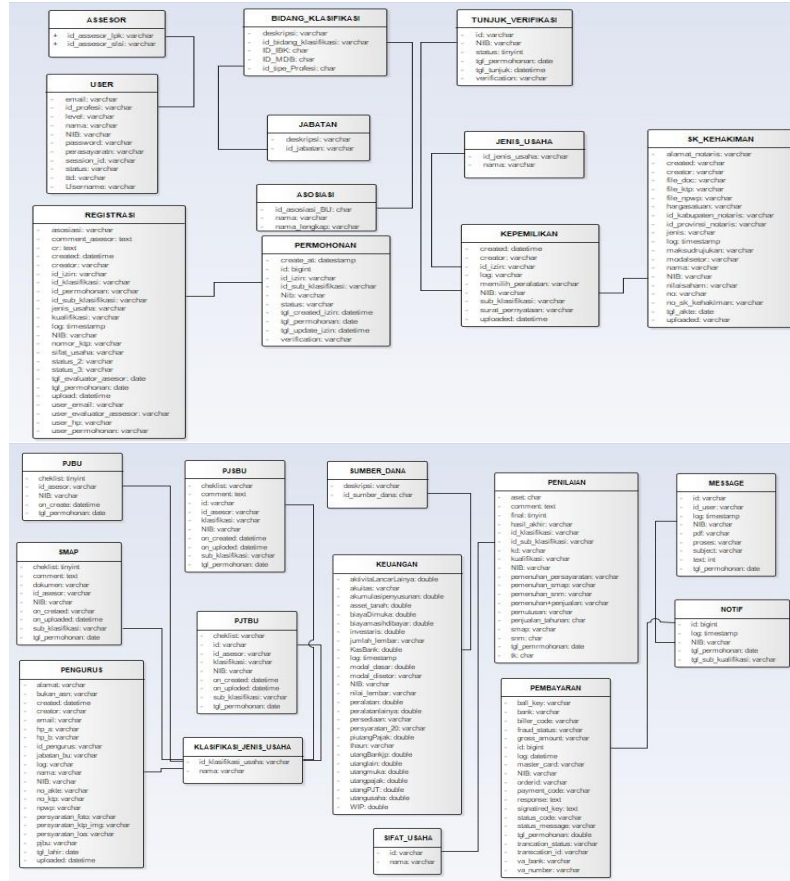 ASSESOR
+ id_assesor_lpk: varchar
+ id_assesor_sisi: varchar
USER
- email: varchar
- id_profesi: varchar
- level: varchar
- nama: varchar
- NIB: varchar
- password: varchar
- perasayaratn: varchar
- session_id: varchar
- status: varchar
- ttd: varchar
- Username: varchar
REGISTRASI
- asosiasi: varchar
- comment_asesor: text
- cr: text
- created: datetime
- creator: varchar
- id_izin: varchar
- id_klasifikasi: varchar
- id_permohonan: varchar
- id_sub_klasifikasi: varchar
- jenis_usaha: varchar
- kualifikasi: varchar
- log: timestamp
- NIB: varchar
- nomor_ktp: varchar
- sifat_usaha: varchar
- status_2: varchar
- status_3: varchar
- tgl_evaluator_asesor: date
- tgl_permohonan: date
- upload: datetime
- user_email: varchar
- user_evaluator_assesor: varchar
- user_hp: varchar
- user_permohonan: varchar
BIDANG_KLASIFIKASI
- deskripsi: varchar
- id_bidang_klasifikasi: varchar
- ID_IBK: char
- ID_MDB: char
- id_tipe_Profesi: char
JABATAN
- deskripsi: varchar
- id_jabatan: varchar
ASOSIASI
- id_asosiasi_BU: char
- nama: varchar
- nama_lengkap: varchar
PERMOHONAN
- create_at: datestamp
- id: bigint
- id_izin: varchar
- id_sub_klasifikasi: varchar
- Nib: varchar
- status: varchar
- tgl_created_izin: datetime
- tgl_permohonan: date
- tgl_update_izin: datetime
- verification: varchar
TUNJUK_VERIFIKASI
- id: varchar
- NIB: varchar
- status: tinyint
- tgl_permohonan: date
- tgl_tunjuk: datetime
- verification: varchar
JENIS_USAHA
- id_jenis_usaha: varchar
- nama: varchar
KEPEMILIKAN
- created: datetime
- creator: varchar
- id_izin: varchar
- log: varchar
- memilih_peralatan: varchar
- NIB: varchar
- sub_klasifikasi: varchar
- surat_pernyataan: varchar
- uploaded: datetime
SK_KEHAKIMAN
- alamat_notaris: varchar
- created: varchar
- creator: varchar
- file_doc: varchar
- file_ktp: varchar
- file_npwp: varchar
- hargasatuan: varchar
- id_kabupaten_notaris: varchar
- id_provinsi_notaris: varchar
- jenis: varchar
- log: timestamp
- maksudrujukan: varchar
- modalsetor: varchar
- nama: varchar
- NIB: varchar
- nilaisaham: varchar
- no: varchar
- no_sk_kehakiman: varchar
- tgl_akte: date
- uploaded: varchar
PJBU
- cheklist: tinyint
- id_asesor: varchar
- NIB: varchar
- on_create: datetime
- tgl_permohonan: date
SMAP
- cheklist: tinyint
- comment: text
- dokumen: varchar
- id_asesor: varchar
- NIB: varchar
- on_cretaed: varchar
- on_uploaded: datetime
- sub_klasifikasi: varchar
- tgl_permohonan: date
PENGURUS
- alamat: varchar
- bukan_asn: varchar
- created: datetime
- creator: varchar
- email: varchar
- hp_a: varchar
- hp_b: varchar
- id_pengurus: varchar
- jabatan_bu: varchar
- log: varchar
- nama: varchar
- NIB: varchar
- no_akte: varchar
- no_ktp: varchar
- npwp: varchar
- persyaratan_foto: varchar
- persyaratan_ktp_img: varchar
- persyaratan_loa: varchar
- pjbu: varchar
- tgl_lahir: date
- uploaded: datetime
PJSBU
- cheklist: varchar
- comment: text
- id: varchar
- id_asesor: varchar
- klasifikasi: varchar
- NIB: varchar
- on_created: datetime
- on_uploded: datetime
- sub_klasifikasi: varchar
- tgl_permohonan: date
PJTBU
- cheklist: varchar
- id: varchar
- id_asesor: varchar
- klasifikasi: varchar
- NIB: varchar
- on_created: datetime
- on_uploded: datetime
- sub_klasifikasi: varchar
- tgl_permohonan: date
KLASIFIKASI_JENIS_USAHA
- id_klasifikasi_usaha: varchar
- nama: varchar
SUMBER_DANA
- deskripsi: varchar
- id_sumber_dana: char
KEUANGAN
- aktivitaLancarLainya: double
- akuitas: varchar
- akumulasipenyusunan: double
- asset_tanah: double
- biayaDimuka: double
- biayamasihdibayar: double
- investaris: double
- jumlah_lembar: varchar
- KasBank: double
- log: timestamp
- modal_dasar: double
- modal_disetor: varchar
- NIB: varchar
- nilai_lembar: varchar
- peralatan: double
- peralatanlainya: double
- persediaan: varchar
- persyaratan_20: varchar
- piutangPajak: double
- thaun: varchar
- utangBankjp: double
- utanglain: double
- utangmuka: double
- utangpajak: double
- utangPJT: double
- utangusaha: double
- WIP: double
SIFAT_USAHA
- id: varchar
- nama: varchar
PENILAIAN
- aset: char
- comment: text
- final: tinyint
- hasil_akhir: varchar
- id_klasifikasi: varchar
- id_sub_klasifikasi: varchar
- kd: varchar
- kualifikasi: varchar
- NIB: varchar
- pemenuhan_persayaratan: varchar
- pemenuhan_smap: varchar
- pemenuhan_snm: varchar
- pemenuhan+penjualan: varchar
- pemutusan: varchar
- penjualan_tahunan: char
- smap: varchar
- snm: char
- tgl_pemrmohonan: date
- tk: char
PEMBAYARAN
- ball_key: varchar
- bank: varchar
- biller_code: varchar
- fraud_status: varchar
- gross_amount: varchar
- id: bigint
- log: datetime
- master_card: varchar
- NIB: varchar
- orderid: varchar
- payment_code: varchar
- response: text
- signatired_key: text
- status_code: varchar
- status_message: varchar
- tgl_permohonan: double
- trancation_status: varchar
- transcation_id: varchar
- va_bank: varchar
- va_number: varchar
MESSAGE
- id: varchar
- id_user: varchar
- log: timestamp
- NIB: varchar
- pdf: varchar
- proses: varchar
- subject: varchar
- text: int
- tgl_permohonan: date
NOTIF
- id: bigint
- log: timestamp
- NIB: varchar
- tgl_permohonan: date
- tgl_sub_kualifikasi: varchar